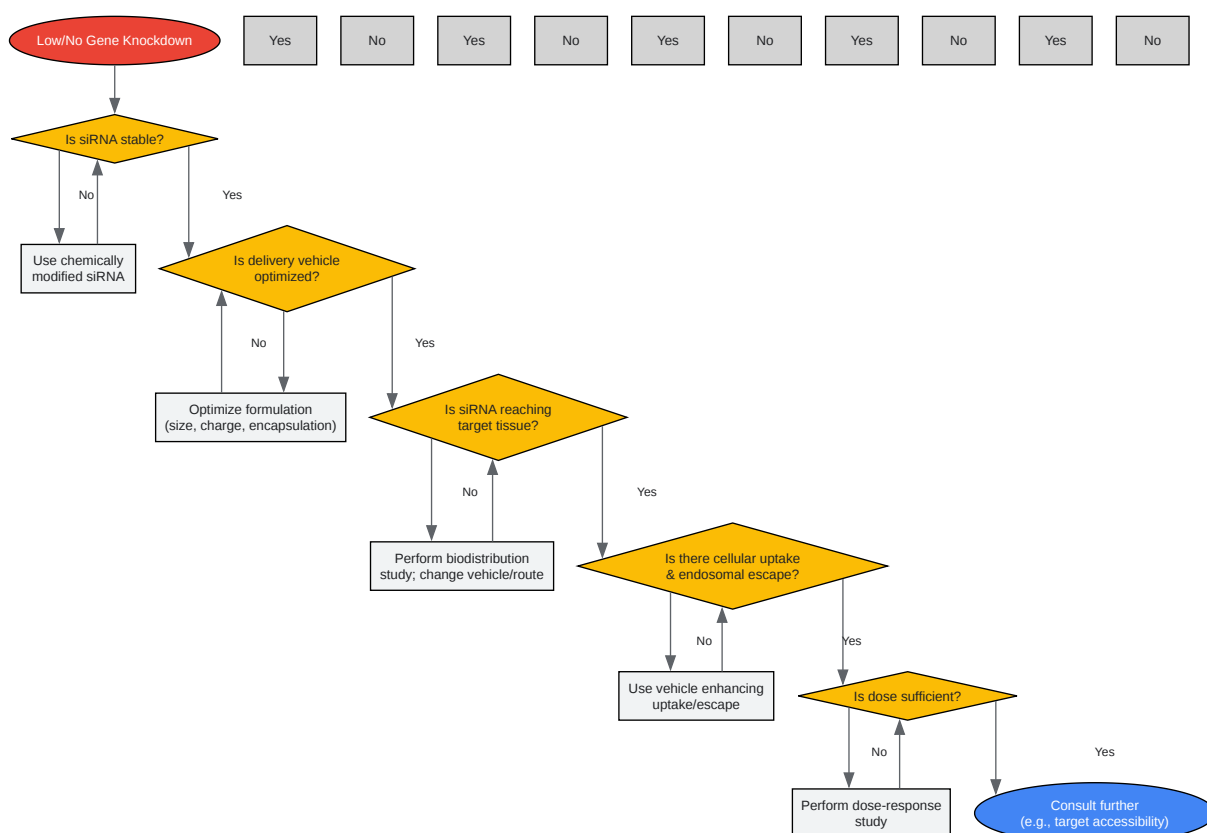 Low/No Gene Knockdown
Yes
No
Yes
No
Yes
No
Yes
No
Yes
No
Is siRNA stable?
No
Yes
Use chemically
modified siRNA
Is delivery vehicle
optimized?
No
Yes
Optimize formulation
(size, charge, encapsulation)
Is siRNA reaching
target tissue?
No
Yes
Perform biodistribution
study; change vehicle/route
Is there cellular uptake
& endosomal escape?
No
Yes
Use vehicle enhancing
uptake/escape
Is dose sufficient?
No
Yes
Perform dose-response
study
Consult further
(e.g., target accessibility)